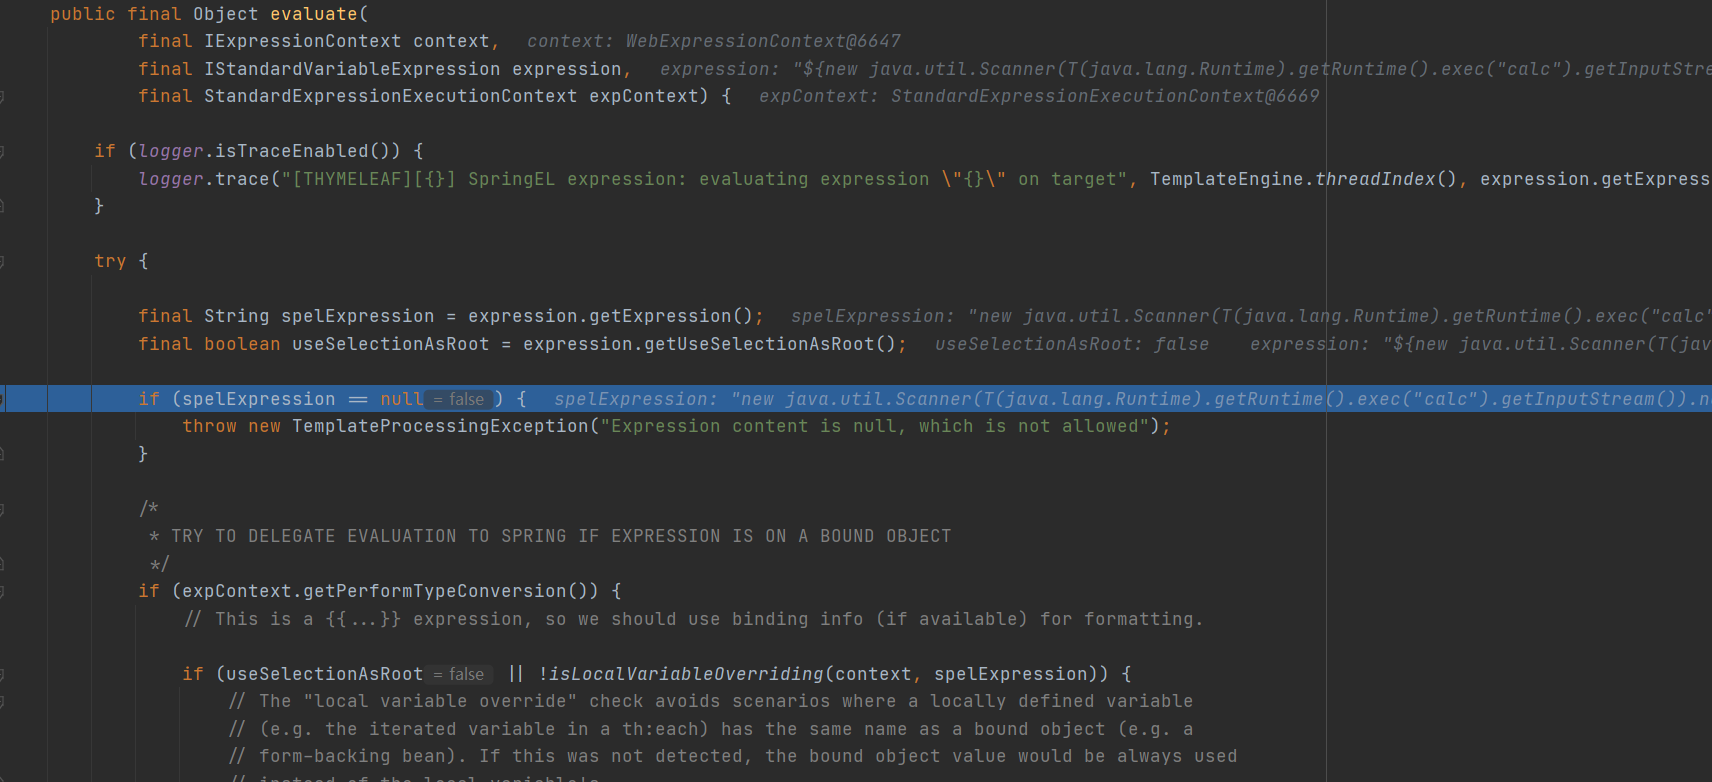 public final Object evaluate(
final IExpressionContext context,  context: WebExpressionContext@6647
final IStandardVariableExpression expression,  expression: "${new java.util.Scanner(T(java.lang.Runtime).getRuntime().exec("calc").getInputStre
final StandardExpressionExecutionContext expContext) {  expContext: StandardExpressionExecutionContext@6669
if (logger.isTraceEnabled()) {
logger.trace("[THYMELEAF][{}] SpringEL expression: evaluating expression \"{}\" on target", TemplateEngine.threadIndex(), expression.getExpress
}
try {
final String spelExpression = expression.getExpression();  spelExpression: "new java.util.Scanner(T(java.lang.Runtime).getRuntime().exec("calc"
final boolean useSelectionAsRoot = expression.getUseSelectionAsRoot();  useSelectionAsRoot: false  expression: "${new java.util.Scanner(T(jav
if (spelExpression == null = false ) {  spelExpression: "new java.util.Scanner(T(java.lang.Runtime).getRuntime().exec("calc").getInputStream()).n
throw new TemplateProcessingException("Expression content is null, which is not allowed");
}
/*
* TRY TO DELEGATE EVALUATION TO SPRING IF EXPRESSION IS ON A BOUND OBJECT
*/
if (expContext.getPerformTypeConversion()) {
// This is a {{...}} expression, so we should use binding info (if available) for formatting.
if (useSelectionAsRoot = false || !isLocalVariableOverriding(context, spelExpression)) {
// The "local variable override" check avoids scenarios where a locally defined variable
// (e.g. the iterated variable in a th:each) has the same name as a bound object (e.g. a
// form-backing bean). If this was not detected, the bound object value would be always used
// instead of the local variable's